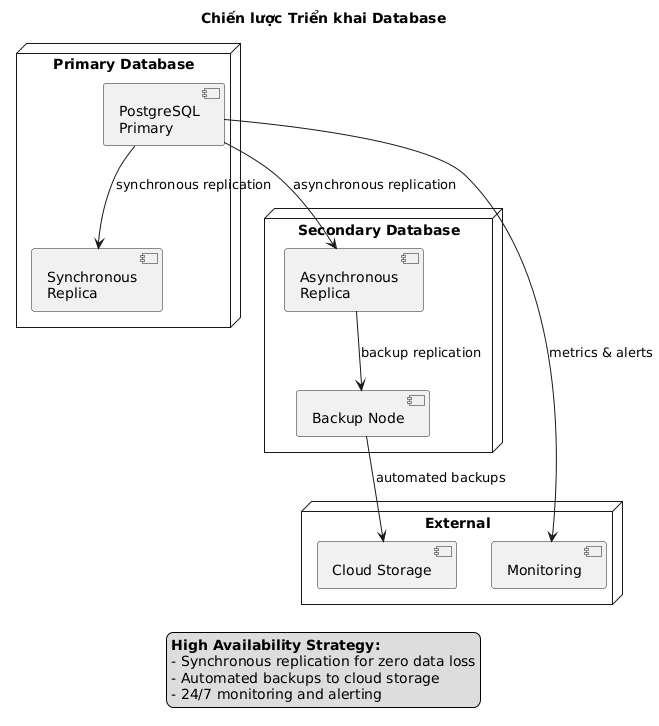 Chiến lược Triển khai Database
Primary Database
PostgreSQL
Primary
synchronous replication
asynchronous replication
Secondary Database
Synchronous
Replica
Asynchronous
Replica
backup replication
metrics & alerts
Backup Node
automated backups
External
Cloud Storage
Monitoring
High Availability Strategy:
- Synchronous replication for zero data loss
- Automated backups to cloud storage
- 24/7 monitoring and alerting